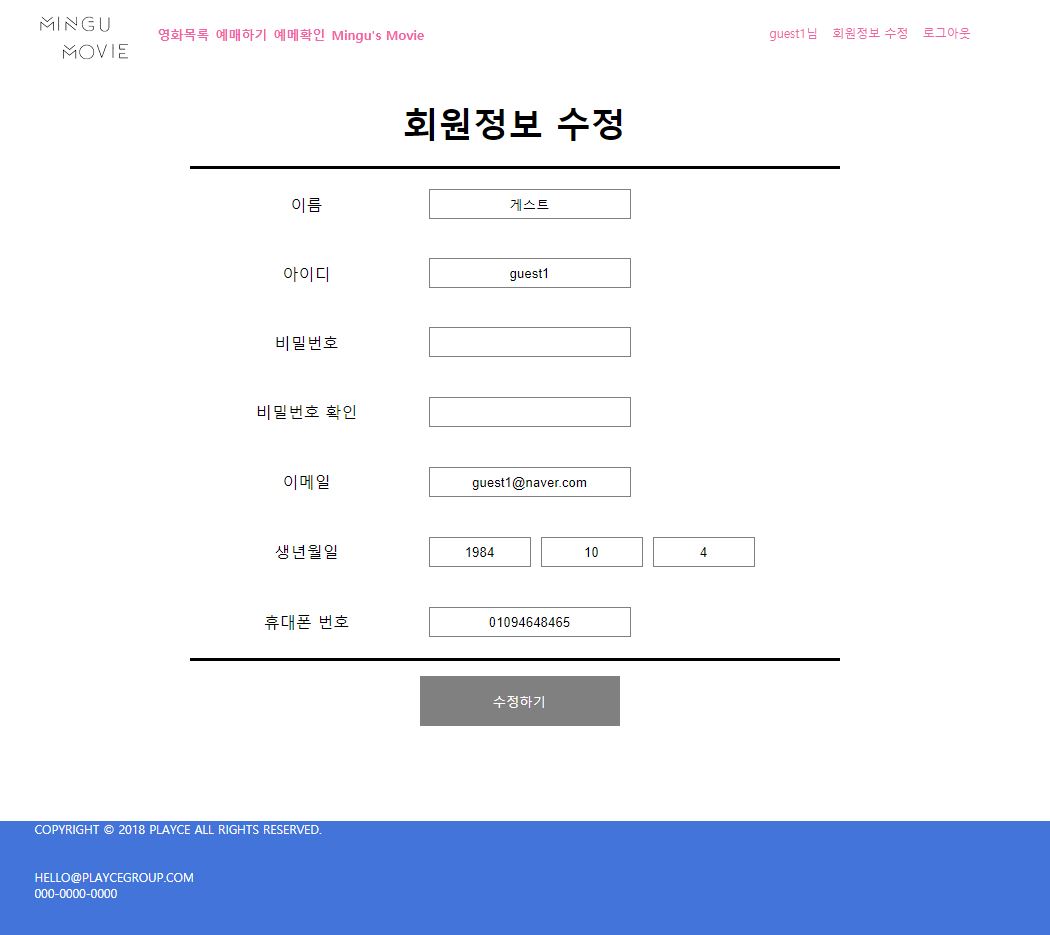 MINGU
MOVIE
영화목록 예매하기 예메확인 Mingu's Movie
guest1님 회원정보 수정 로그아웃
회원정보 수정
이름 게스트
아이디 guest1
비밀번호
비밀번호 확인
이메일 guest1@naver.com
생년월일 1984 10 4
휴대폰 번호 01094648465
수정하기
COPYRIGHT © 2018 PLAYCE ALL RIGHTS RESERVED.
HELLO@PLAYCEGROUP.COM
000-0000-0000